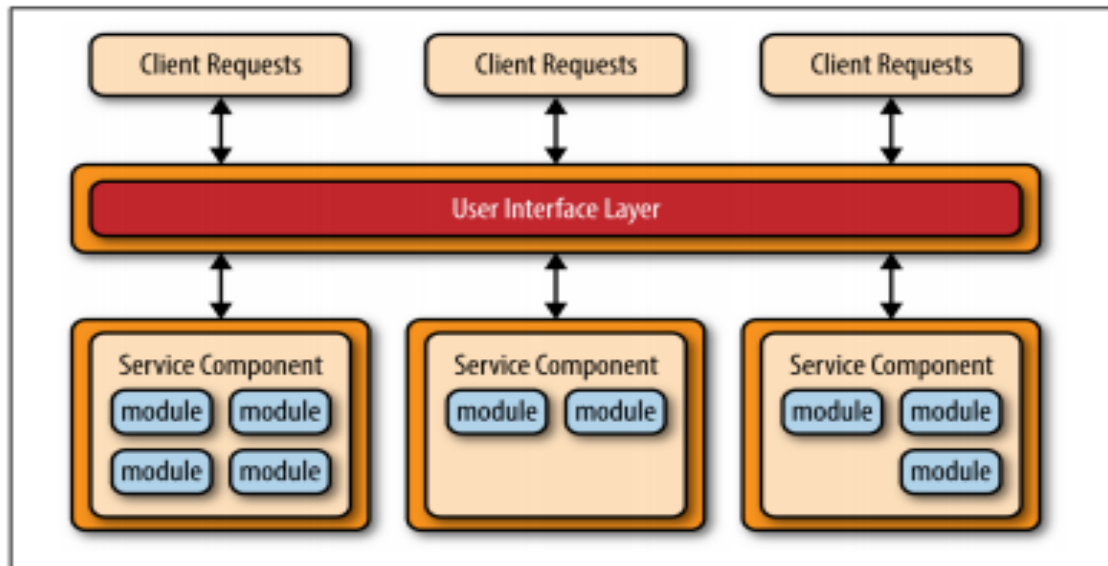 Client Requests
Client Requests
Client Requests
User Interface Layer
Service Component
module module
module module
Service Component
module module
Service Component
module module
module